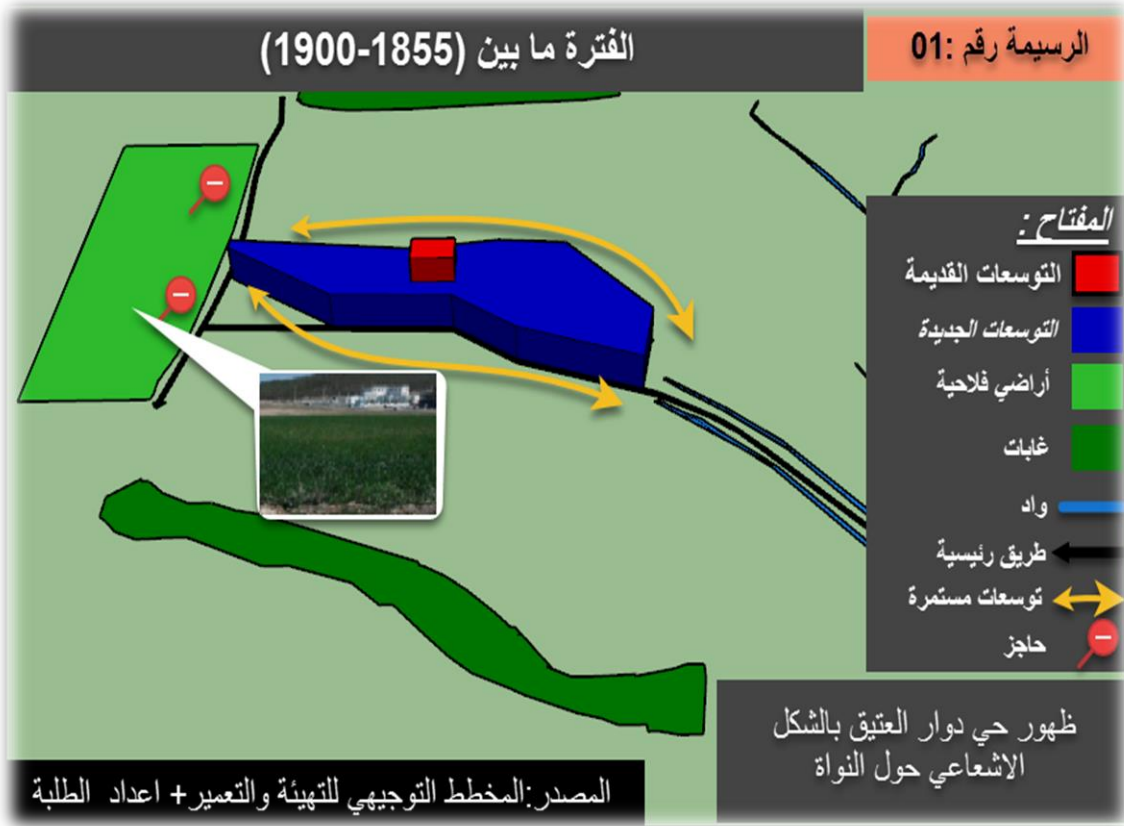 الرسيمة رقم :01
الفترة ما بين (1855-1900)
المفتاح :
التوسعات القديمة
التوسعات الجديدة
أراضي فلاحية
غابات
واد
طريق رئيسية
توسعات مستمرة
حاجز
ظهور حي دوار العتيق بالشكل
الاشعاعي حول النواة
المصدر:المخطط التوجيهي للتهيئة والتعمير+ اعداد الطلبة